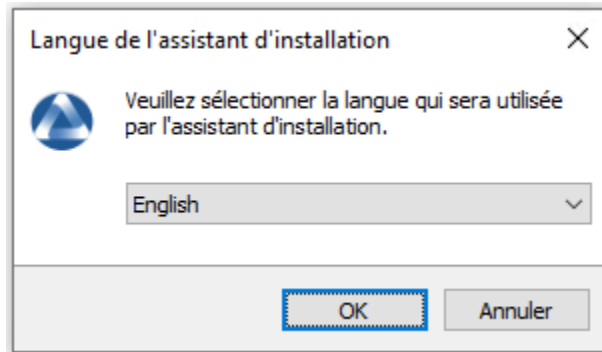 Langue de l'assistant d'installation
Veuillez sélectionner la langue qui sera utilisée
par l'assistant d'installation.
English
OK
Annuler